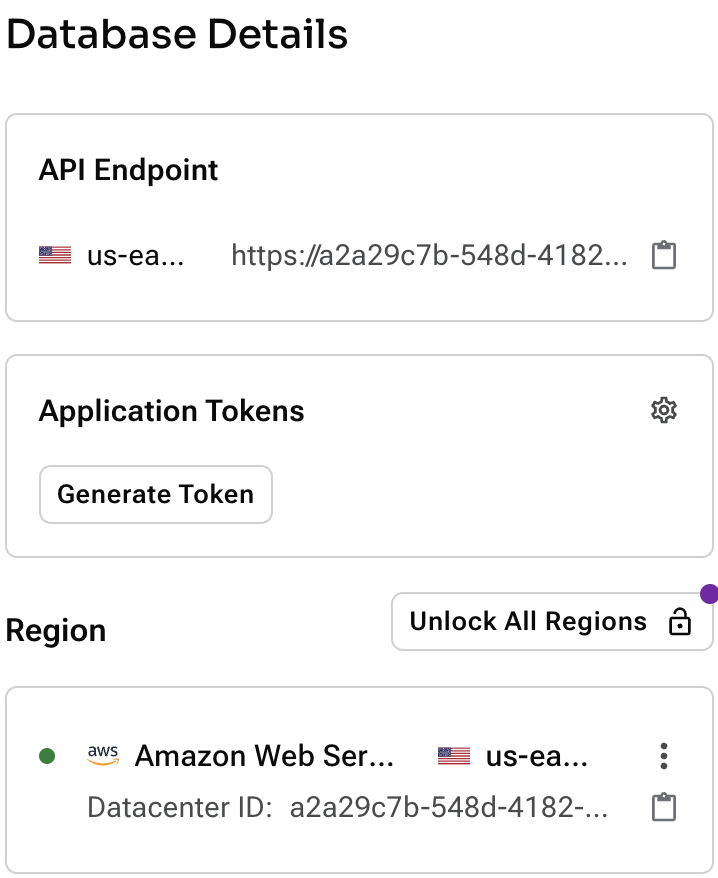 Database Details
API Endpoint
us-ea... https://a2a29c7b-548d-4182...
Application Tokens
Generate Token
Region
Unlock All Regions
aws Amazon Web Ser... us-ea...
Datacenter ID: a2a29c7b-548d-4182-...